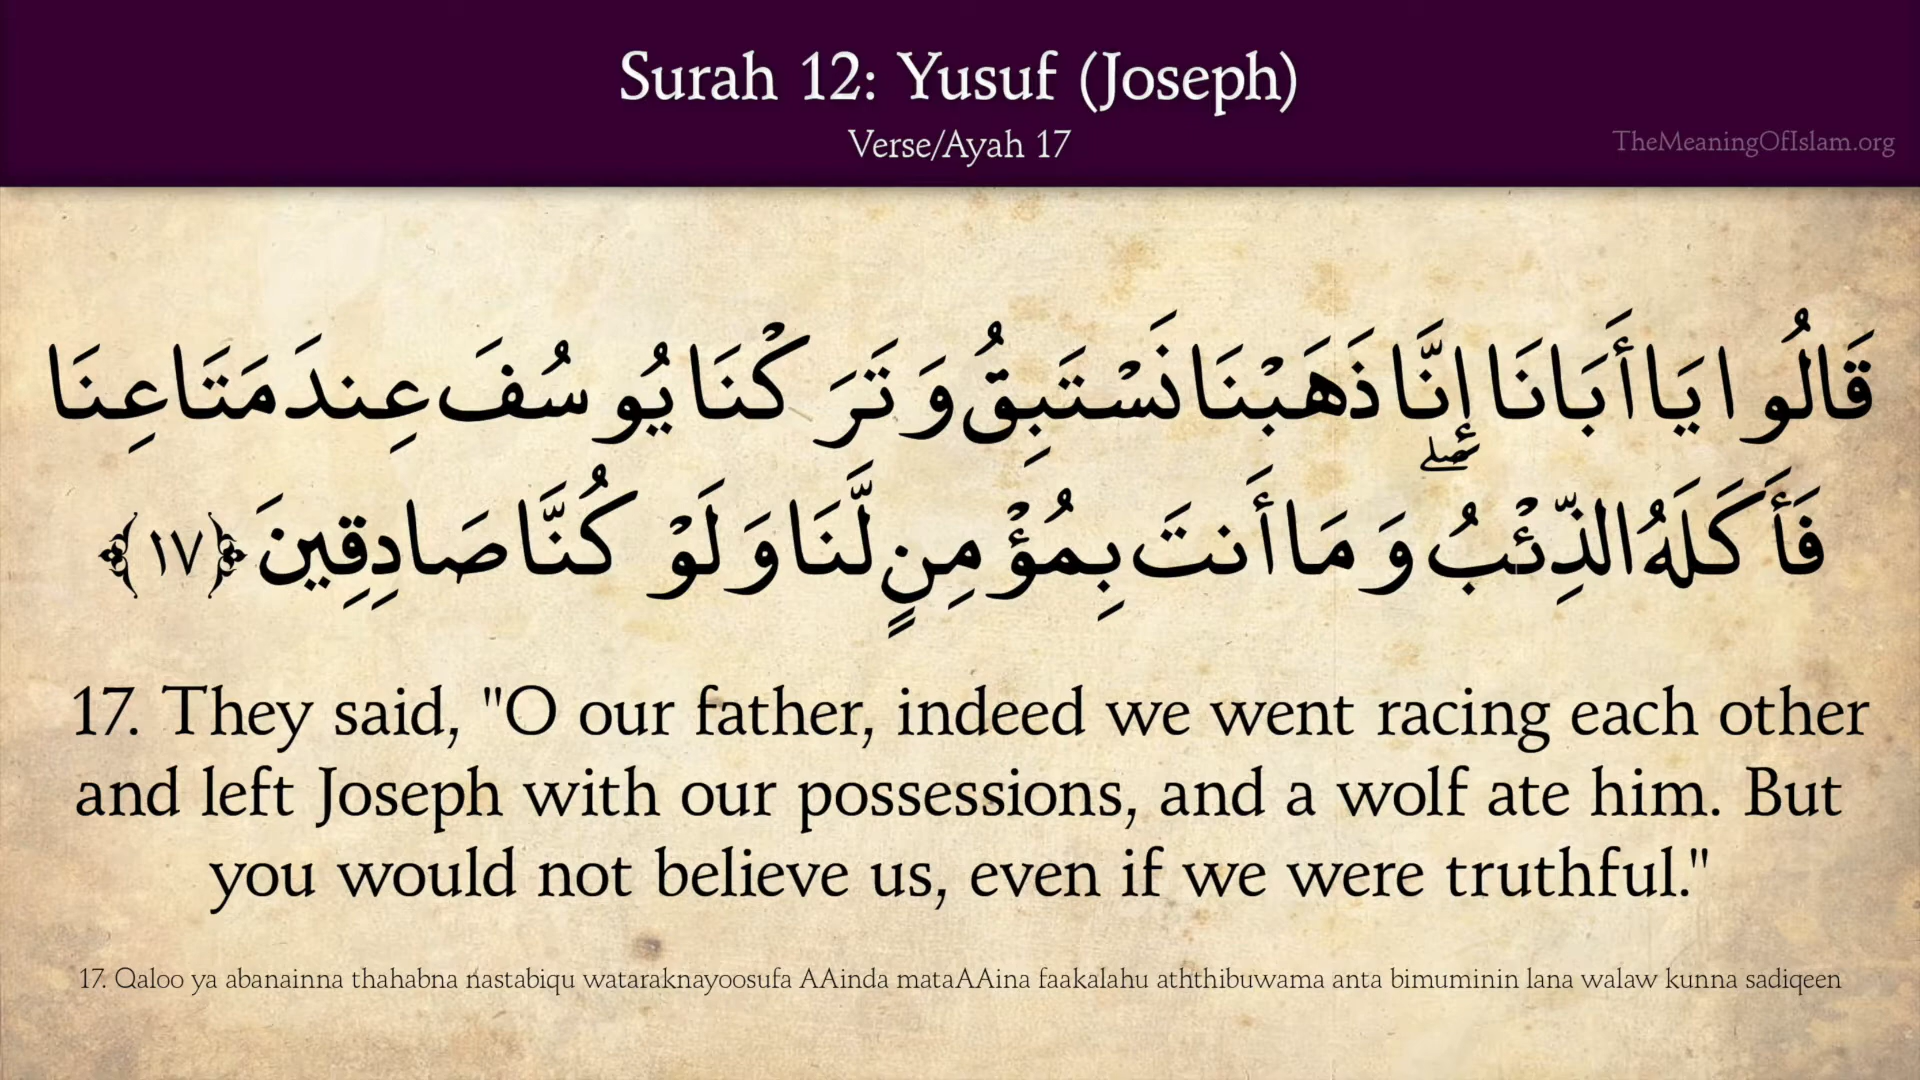 Surah 12: Yusuf (Joseph)
Verse/Ayah 17
TheMeaningOfIslam.org
قَالُوا يَا أَبَانَا إِنَّا ذَهَبْنَا نَسْتَبِقُ وَتَرَكْنَا يُوسُفَ عِندَ مَتَاعِنَا
فَأَكَلَهُ الذِّئْبُ ۖ وَمَا أَنتَ بِمُؤْمِنٍ لَّنَا وَلَوْ كُنَّا صَادِقِينَ ﴿١٧﴾
17. They said, "O our father, indeed we went racing each other
and left Joseph with our possessions, and a wolf ate him. But
you would not believe us, even if we were truthful."
17. Qaloo ya abanainna thahabna nastabiqu wataraknayoosufa AAinda mataAAina faakalahu aththibuwama anta bimuminin lana walaw kunna sadiqeen